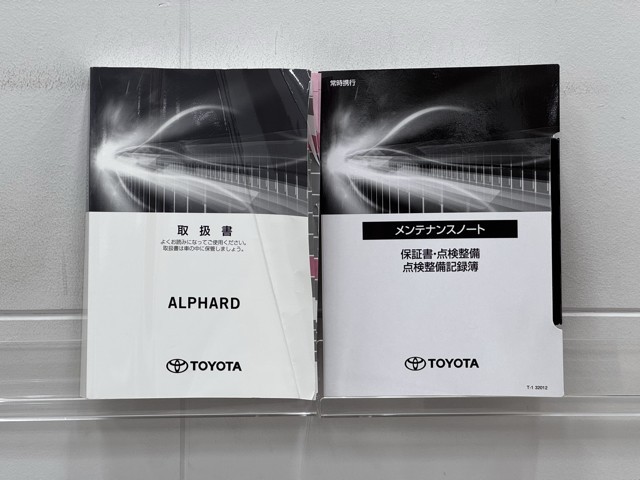 取扱書
よくお読みになってご使用ください。
取扱書は車の中に保管しましょう。
ALPHARD
TOYOTA
常時携行
メンテナンスノート
保証書・点検整備
点検整備記録簿
TOYOTA
T-1 32012